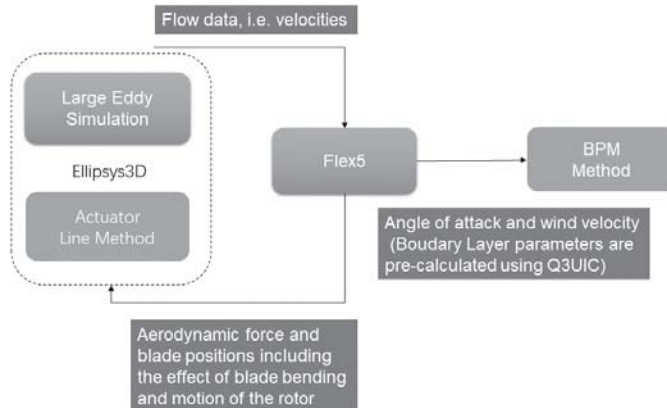 Flow data, i.e. velocities
Large Eddy
Simulation
Ellipsys3D
Actuator
Line Method
Flex5
BPM
Method
Angle of attack and wind velocity
(Boudary Layer parameters are
pre-calculated using Q3UIC)
Aerodynamic force and
blade positions including
the effect of blade bending
and motion of the rotor